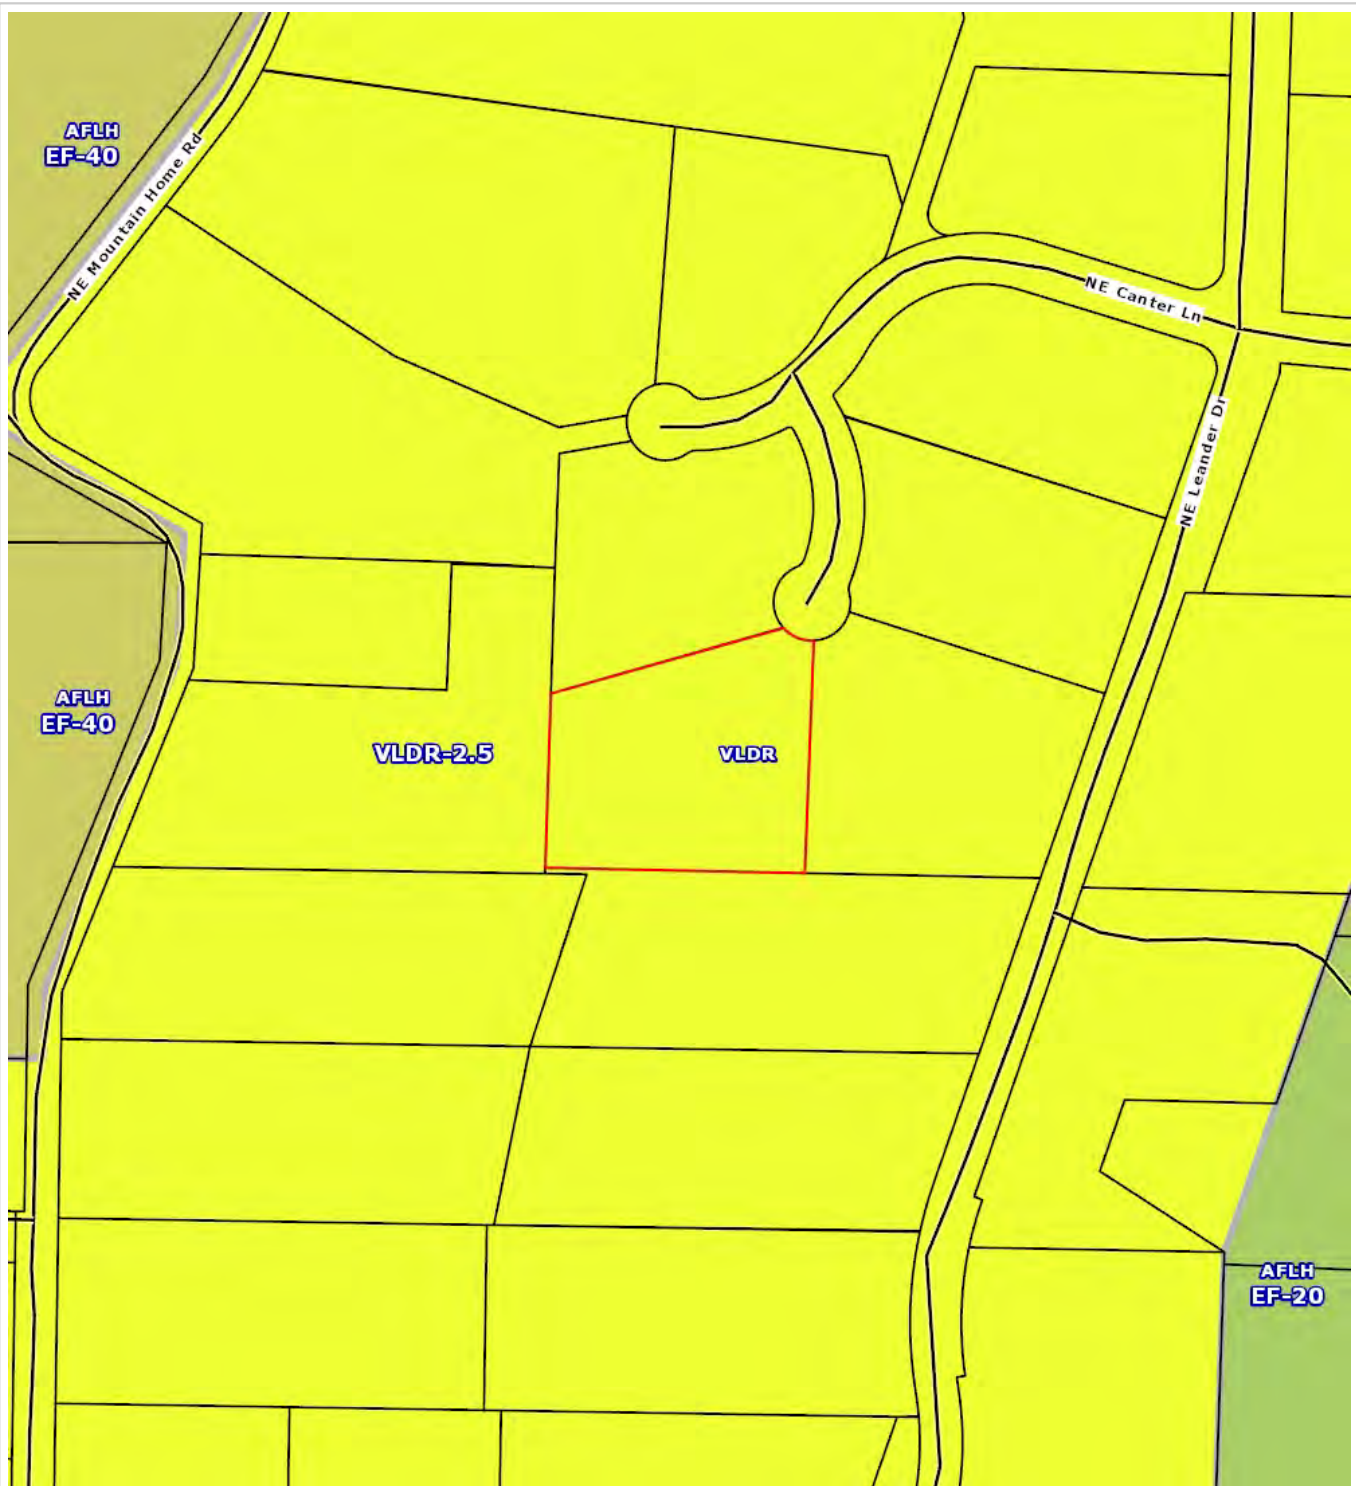 AFLH
EF-40
NE Mountain Home Rd
NE Canter Ln
NE Leander Dr
AFLH
EF-40
VLDR-2.5
VLDR
AFLH
EF-20